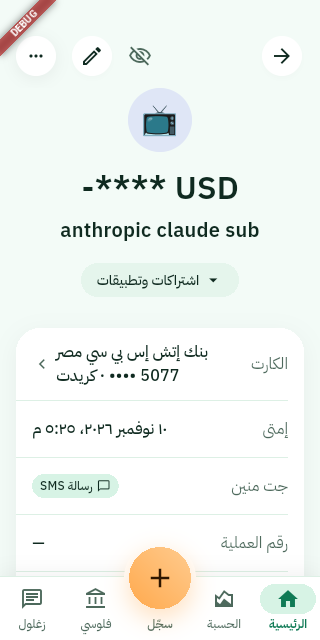 DEBUG
-**** USD
anthropic claude sub
اشتراكات وتطبيقات
الكارت
بنك إتش إس بي سي مصر
كريدت · •••• 5077
إمتى
١٠ نوفمبر ٢٠٢٦، ٥:٢٥ م
جت منين
رسالة SMS
رقم العملية
—
الرئيسية
الحسبة
سجّل
فلوسي
زغلول